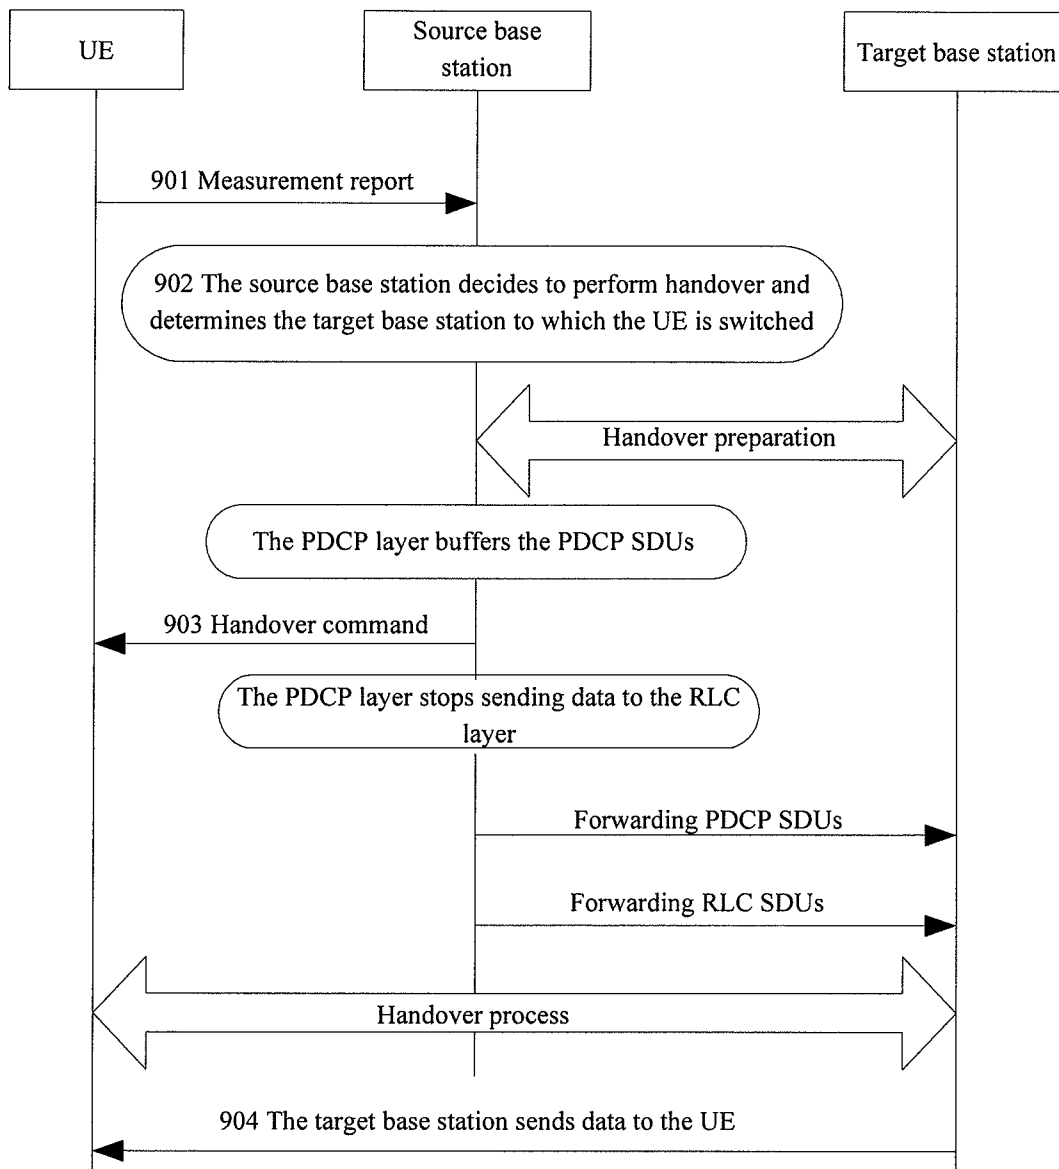 UE
Source base
station
Target base station
901 Measurement report
902 The source base station decides to perform handover and
determines the target base station to which the UE is switched
Handover preparation
The PDCP layer buffers the PDCP SDUs
903 Handover command
The PDCP layer stops sending data to the RLC
layer
Forwarding PDCP SDUs
Forwarding RLC SDUs
Handover process
904 The target base station sends data to the UE